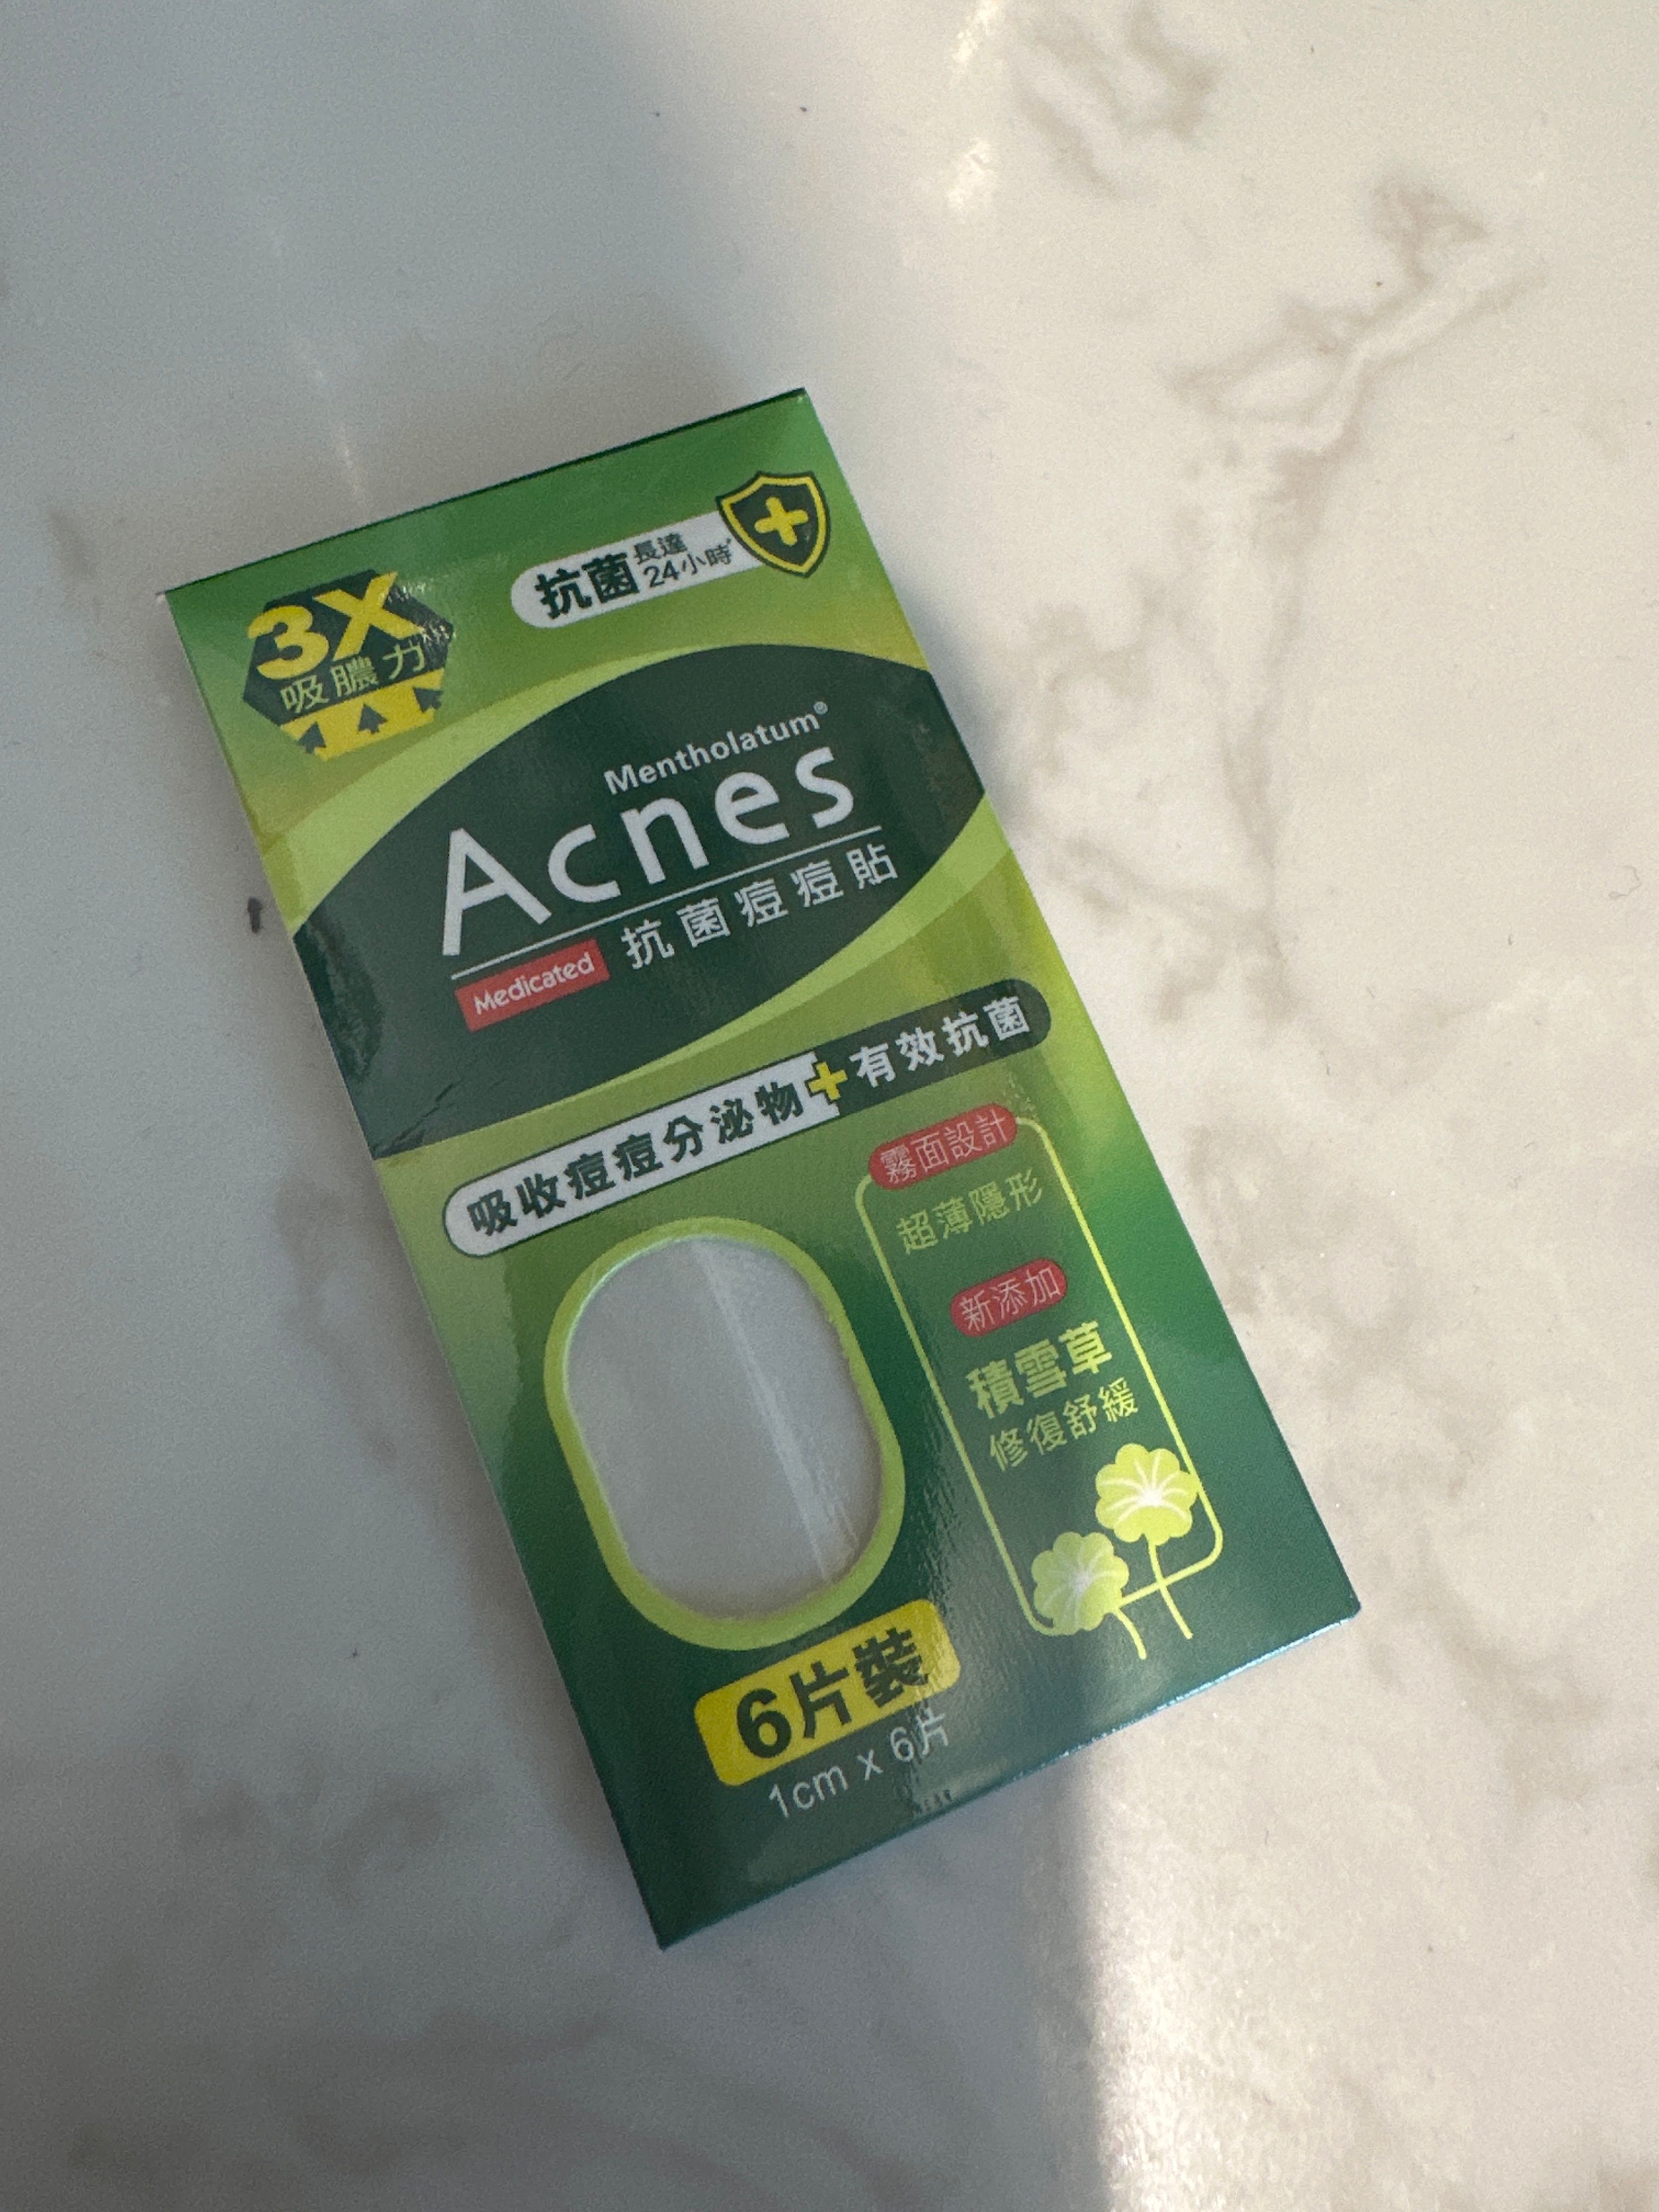 3X
吸膿力
抗菌長達
24小時*
Mentholatum®
Acnes
Medicated 抗菌痘痘貼
吸收痘痘分泌物+有效抗菌
霧面設計
超薄隱形
新添加
積雪草
修復舒緩
6片裝
1cm x 6片